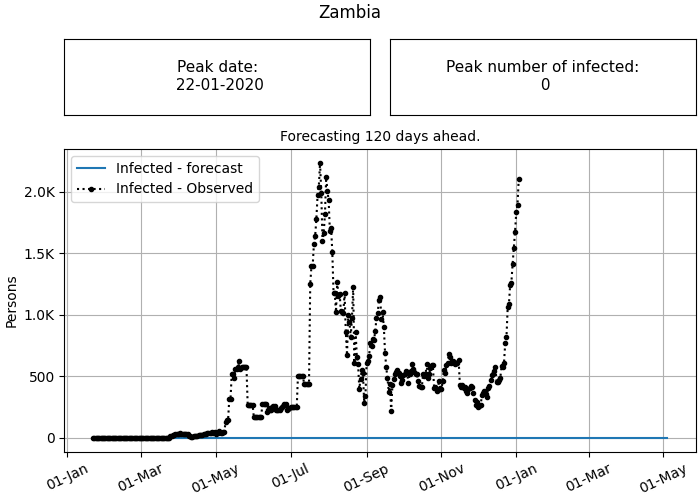 Zambia
Peak date:
22-01-2020
Peak number of infected:
0
Forecasting 120 days ahead.
Infected - forecast
Infected - Observed
2.0K
1.5K
1.0K
500
0
Persons
01-Jan
01-Mar
01-May
01-Jul
01-Sep
01-Nov
01-Jan
01-Mar
01-May